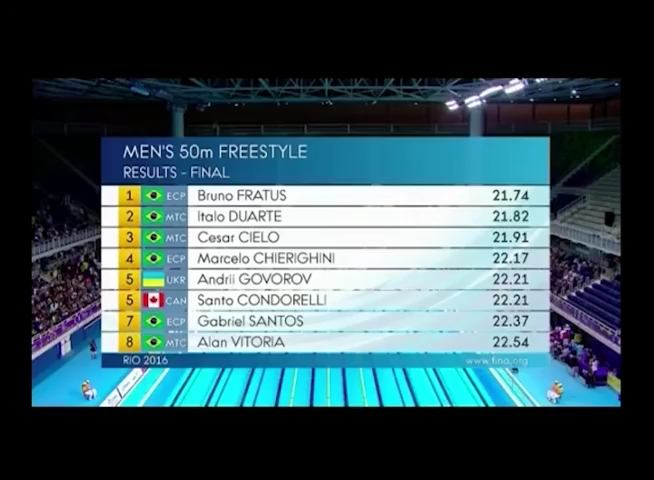 MEN'S 50m FREESTYLE
RESULTS - FINAL
1 ECP Bruno FRATUS 21.74
2 MTC Italo DUARTE 21.82
3 MTC Cesar CIELO 21.91
4 ECP Marcelo CHIERIGHINI 22.17
5 UKR Andrii GOVOROV 22.21
5 CAN Santo CONDORELLI 22.21
7 ECP Gabriel SANTOS 22.37
8 MTC Alan VITORIA 22.54
RIO 2016 www.fina.org